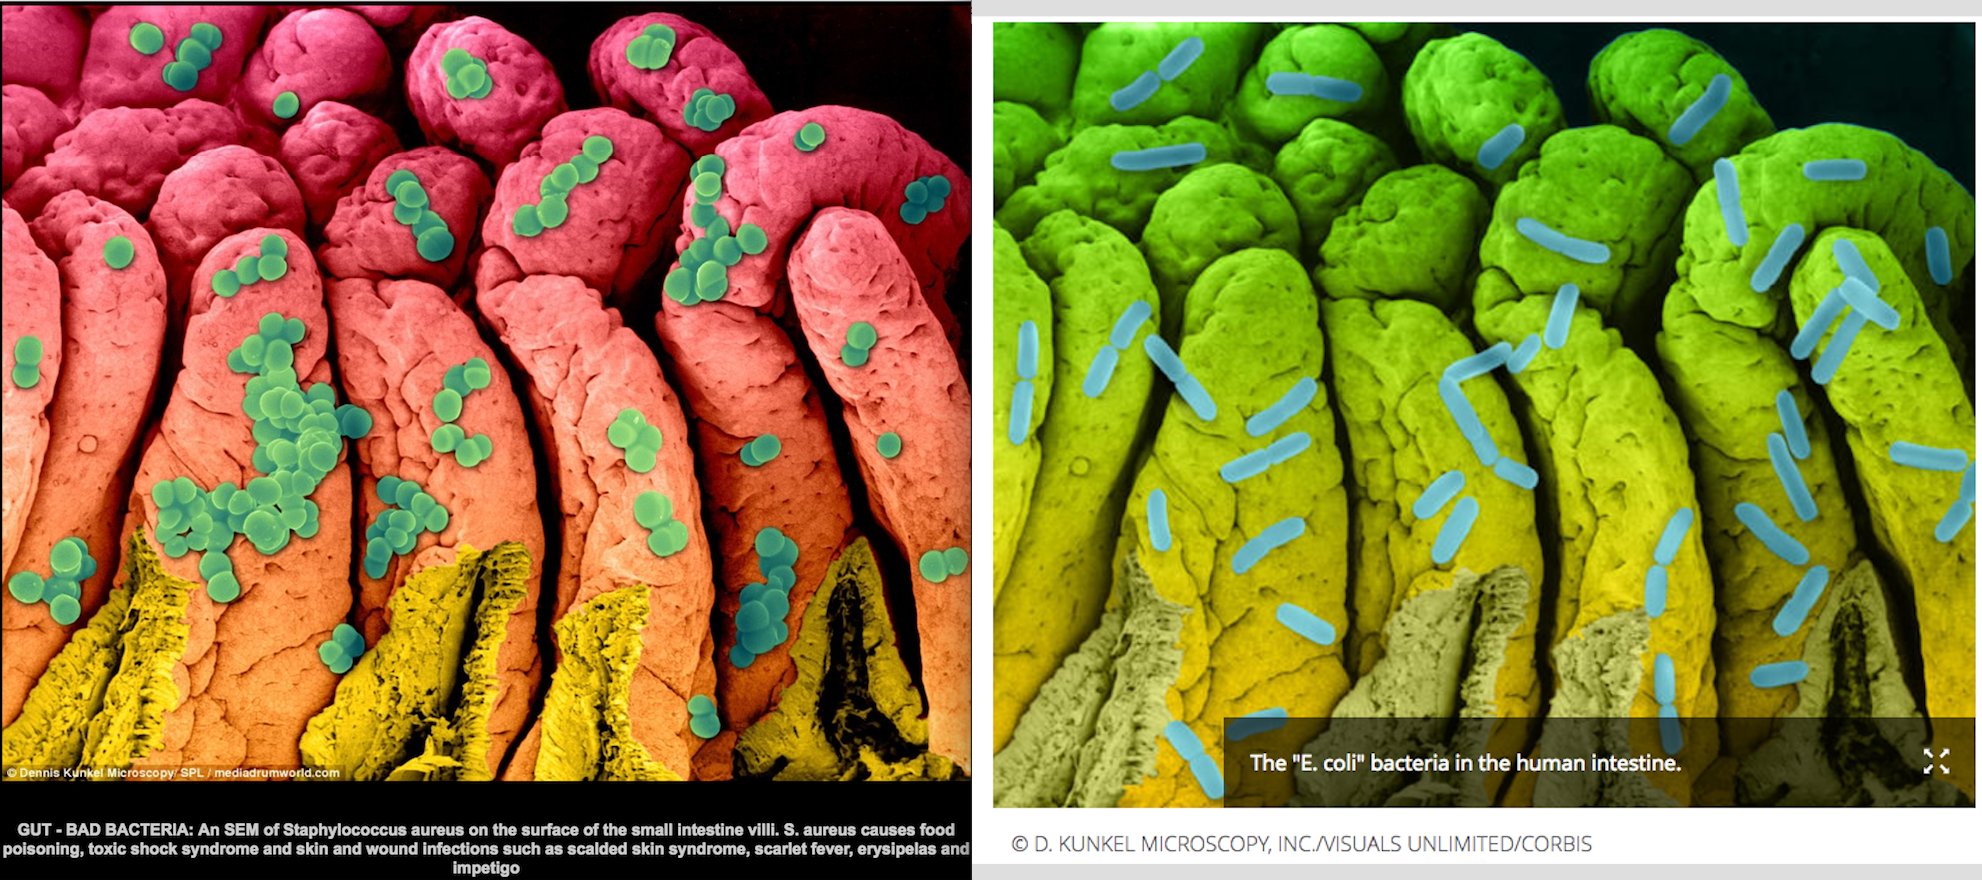 © Dennis Kunkel Microscopy/ SPL / mediadrumworld.com
GUT - BAD BACTERIA: An SEM of Staphylococcus aureus on the surface of the small intestine villi. S. aureus causes food
poisoning, toxic shock syndrome and skin and wound infections such as scalded skin syndrome, scarlet fever, erysipelas and
impetigo
The "E. coli" bacteria in the human intestine.
© D. KUNKEL MICROSCOPY, INC./VISUALS UNLIMITED/CORBIS